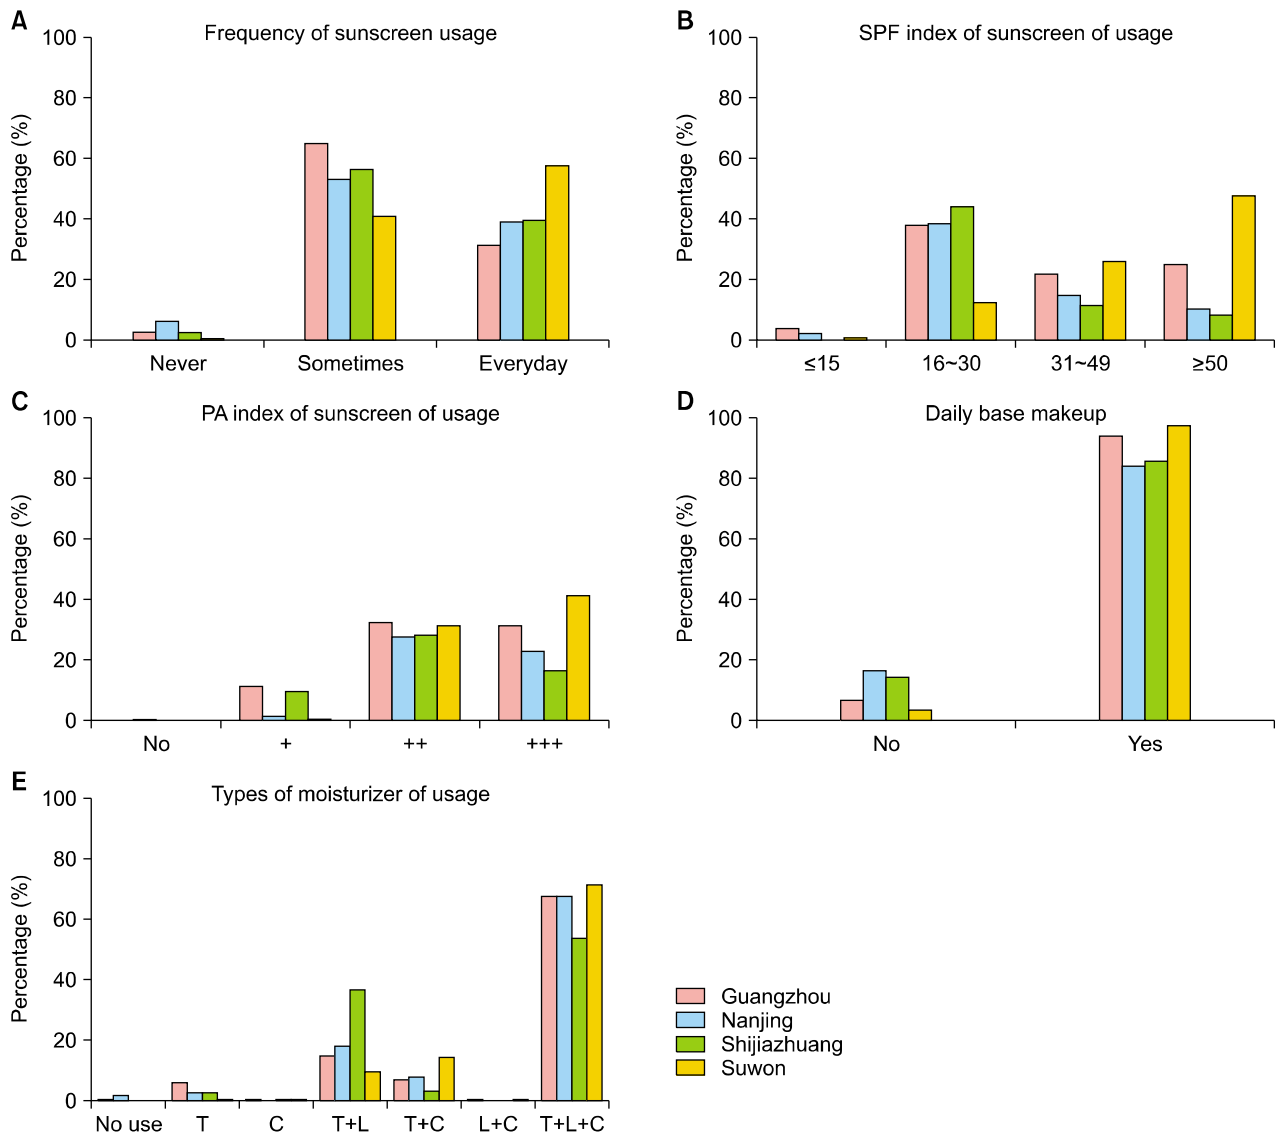 A
Frequency of sunscreen usage
Percentage (%)
100
80
60
40
20
0
Never Sometimes Everyday
B
SPF index of sunscreen of usage
Percentage (%)
100
80
60
40
20
0
≤15 16~30 31~49 ≥50
C
PA index of sunscreen of usage
Percentage (%)
100
80
60
40
20
0
No + ++ +++
D
Daily base makeup
Percentage (%)
100
80
60
40
20
0
No Yes
E
Types of moisturizer of usage
Percentage (%)
100
80
60
40
20
0
No use T C T+L T+C L+C T+L+C
Guangzhou
Nanjing
Shijiazhuang
Suwon